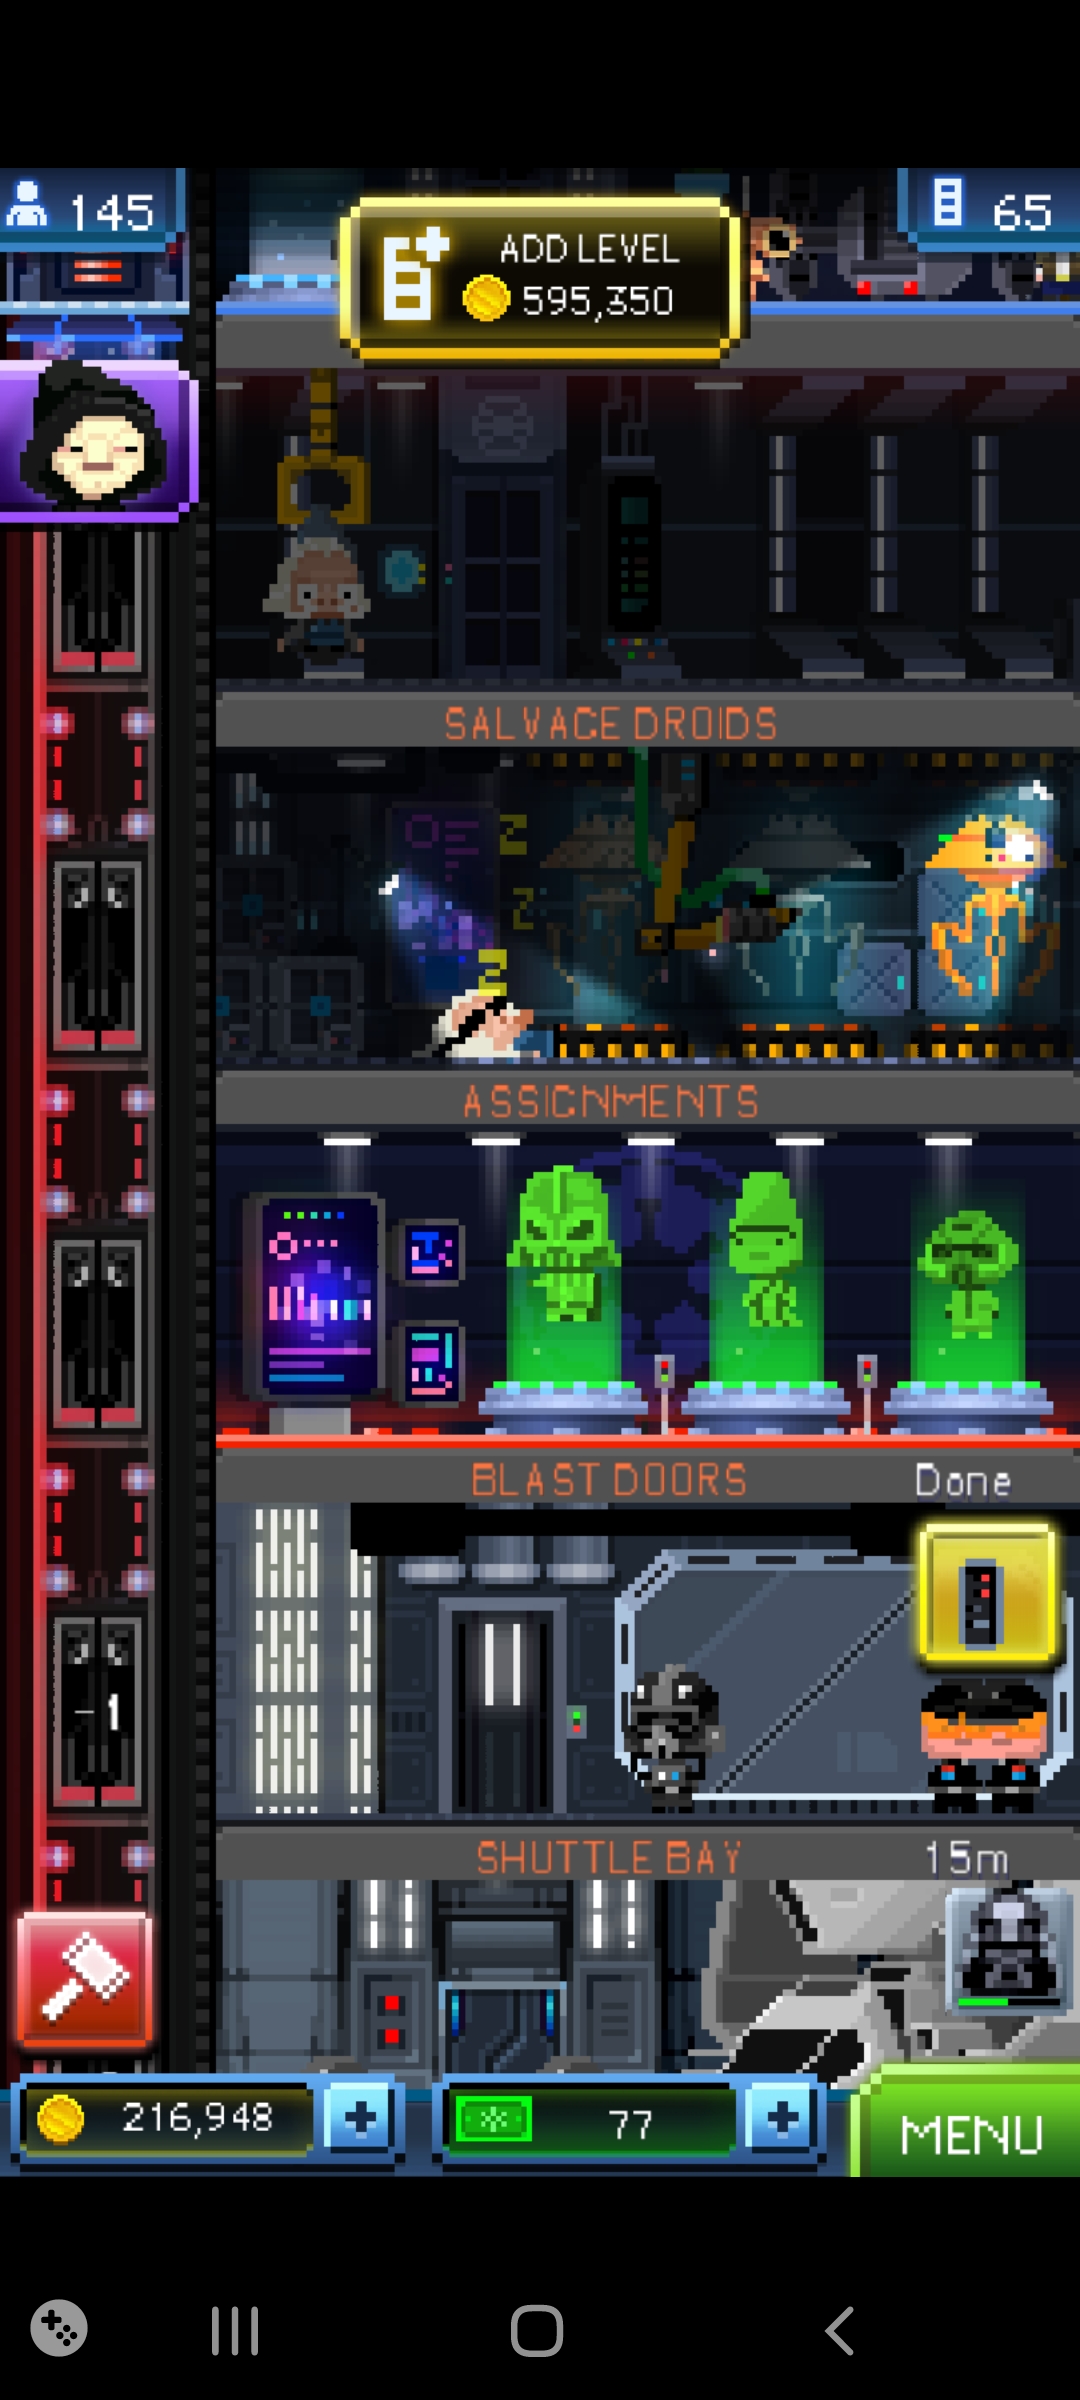 145
ADD LEVEL
595,350
65
SALVAGE DROIDS
Z
Z
Z
ASSIGNMENTS
BLAST DOORS Done
-1
SHUTTLE BAY 15m
216,948
77
MENU